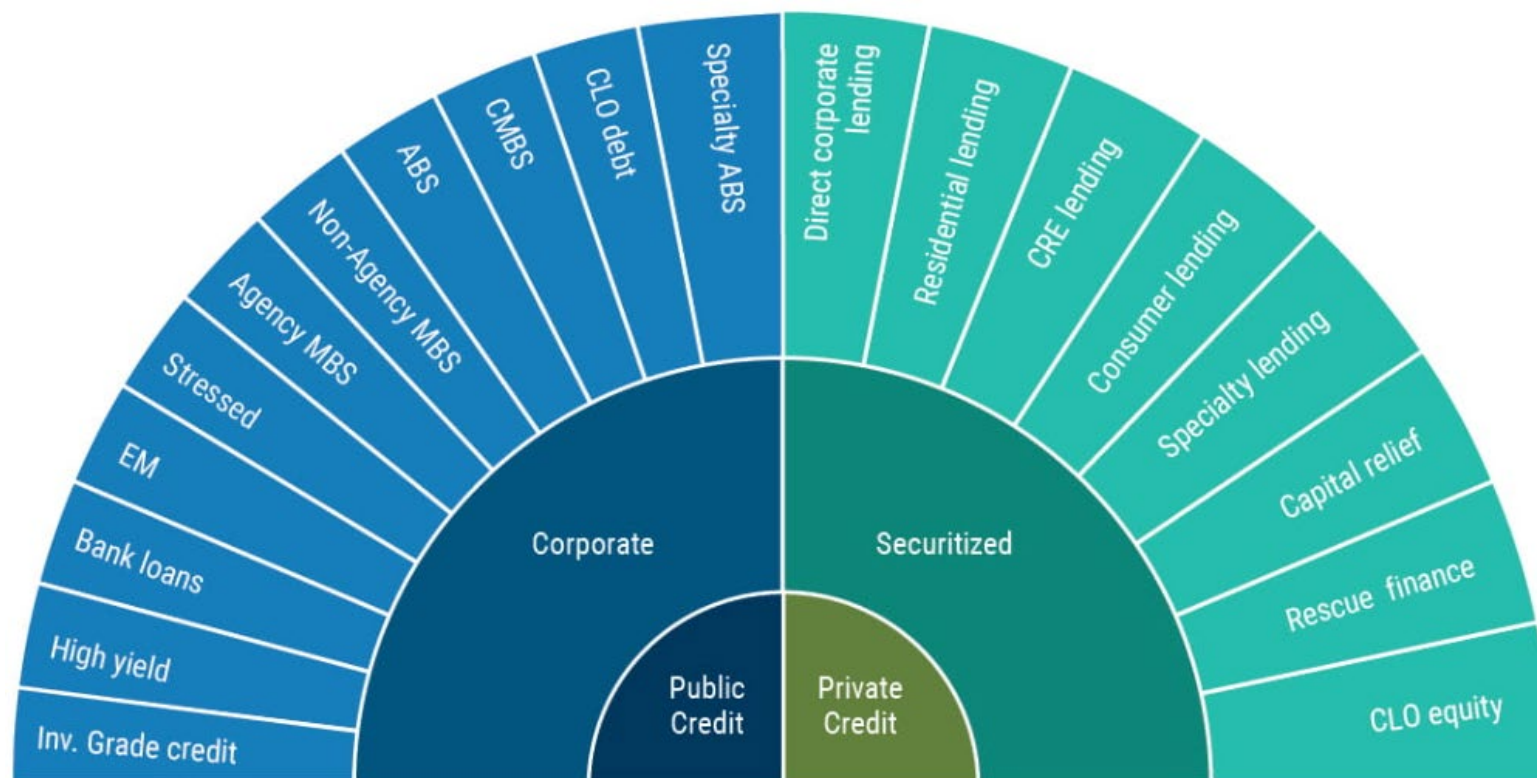 Inv. Grade credit
High yield
Bank loans
EM
Stressed
Agency MBS
Non-Agency MBS
ABS
CMBS
CLO debt
Specialty ABS
Direct corporate
lending
Residential lending
CRE lending
Consumer lending
Specialty lending
Capital relief
Rescue finance
CLO equity
Corporate
Securitized
Public
Credit
Private
Credit